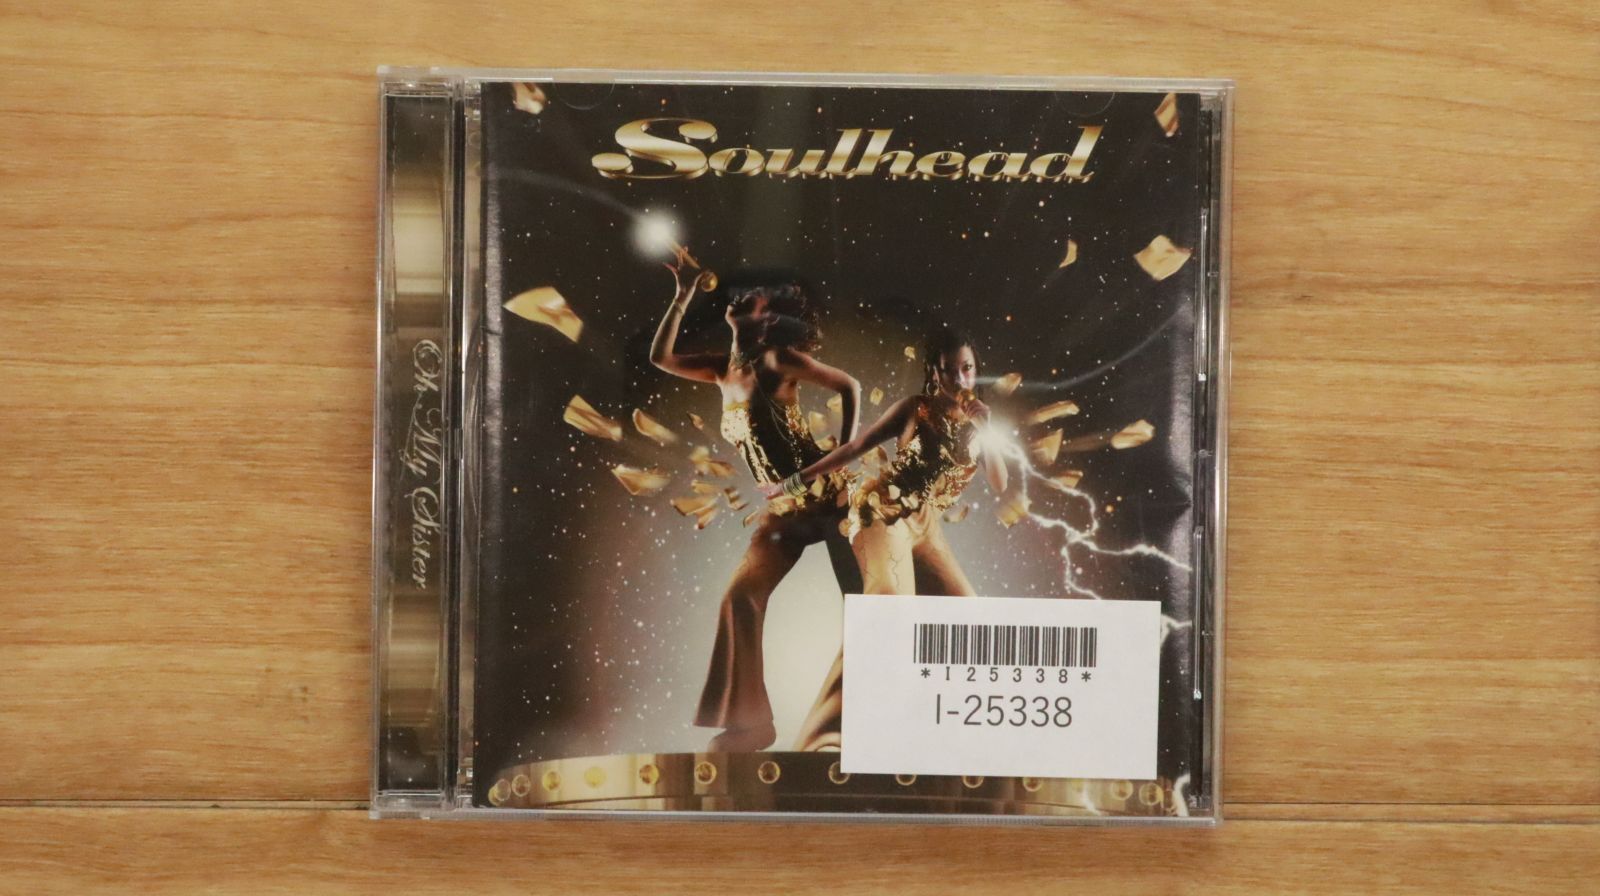 Soulhead
Oh My Sister
*I25338*
I-25338